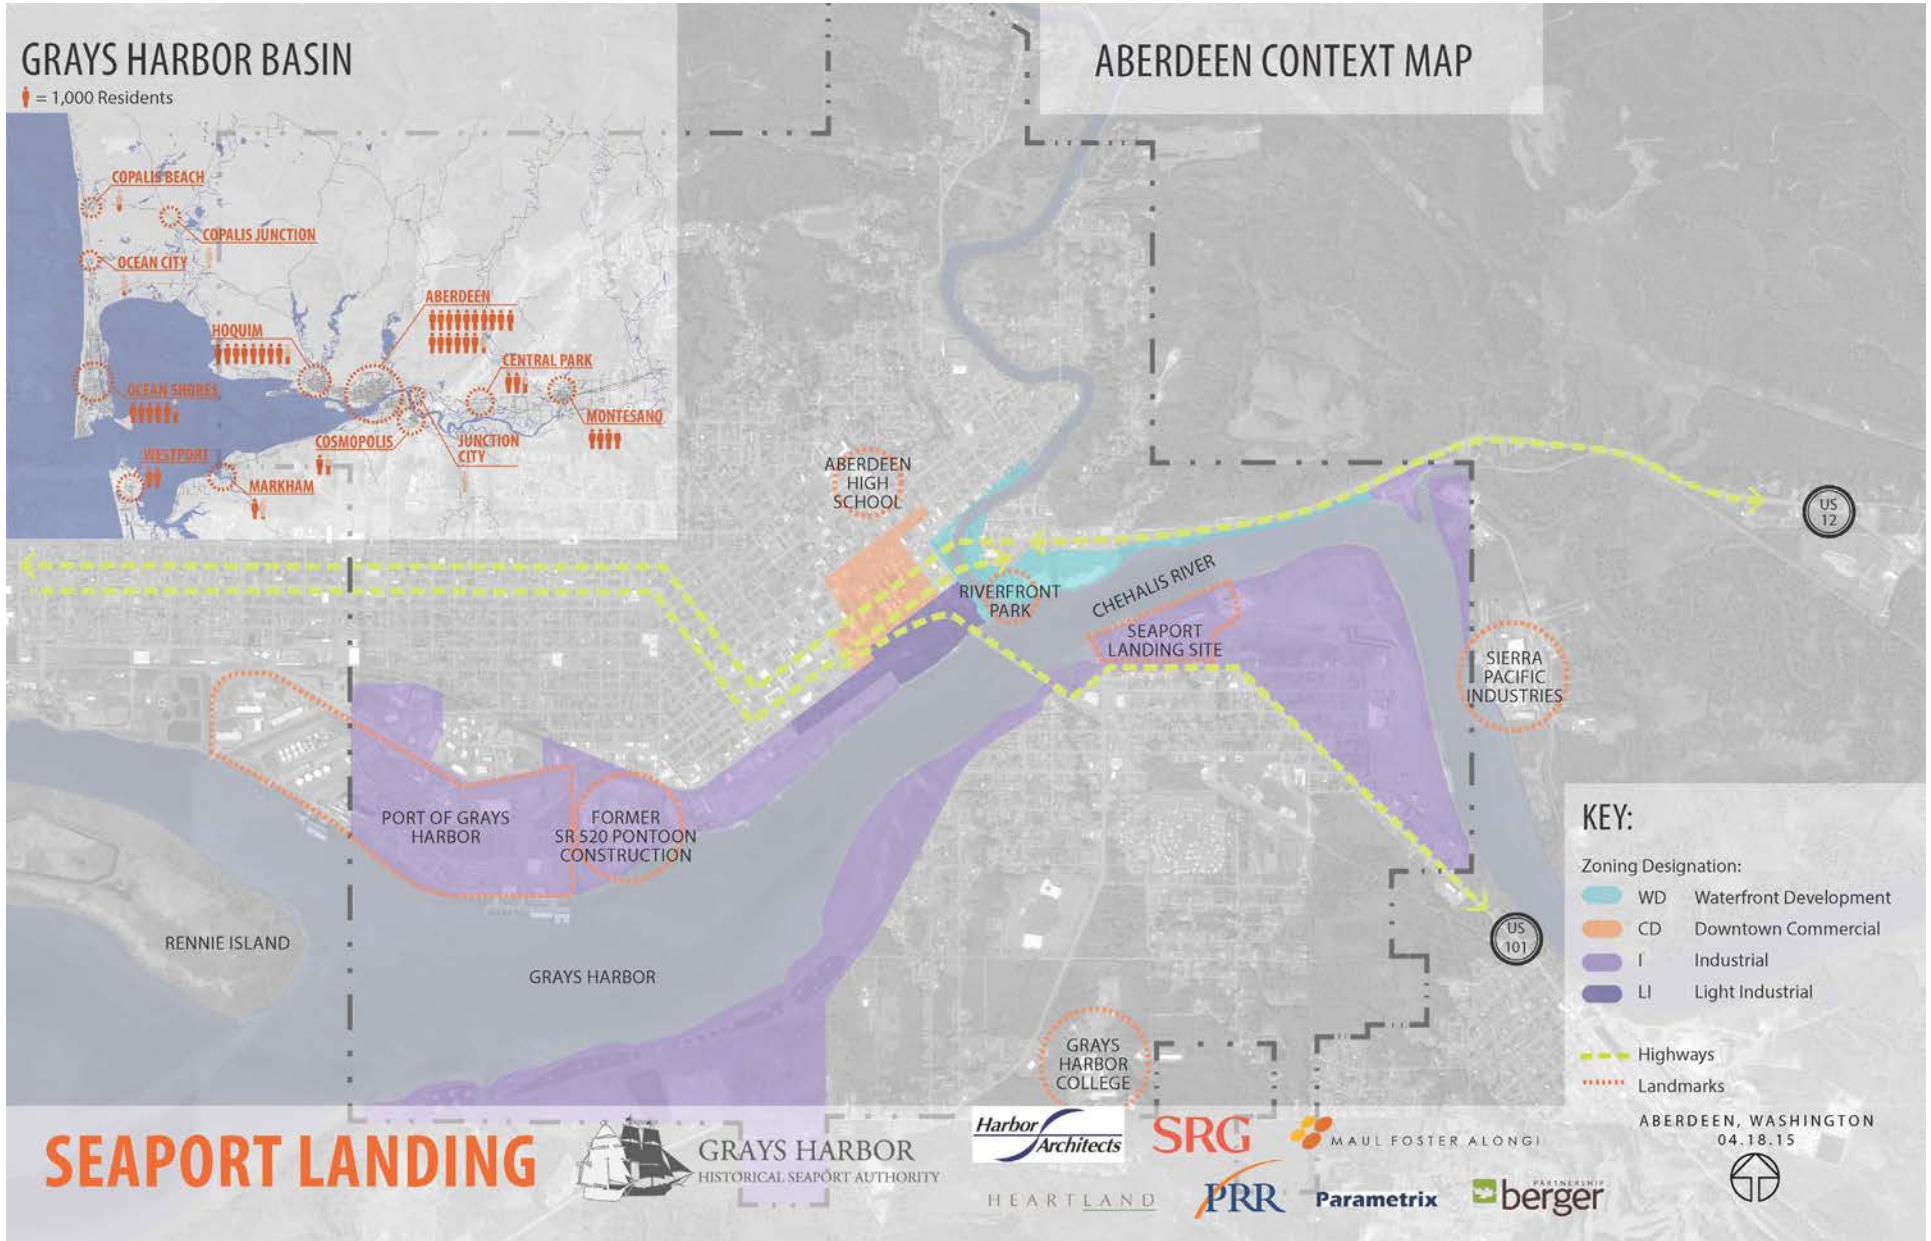 GRAYS HARBOR BASIN
= 1,000 Residents
ABERDEEN CONTEXT MAP
COPALIS BEACH
COPALIS JUNCTION
OCEAN CITY
ABERDEEN
HOQUIM
CENTRAL PARK
OCEAN SHORES
MONTESANO
COSMOPOLIS
JUNCTION
CITY
WESTPORT
MARKHAM
ABERDEEN
HIGH
SCHOOL
US
12
RIVERFRONT
PARK
CHEHALIS RIVER
SEAPORT
LANDING SITE
SIERRA
PACIFIC
INDUSTRIES
PORT OF GRAYS
HARBOR
FORMER
SR 520 PONTOON
CONSTRUCTION
RENNIE ISLAND
GRAYS HARBOR
US
101
GRAYS
HARBOR
COLLEGE
KEY:
Zoning Designation:
WD Waterfront Development
CD Downtown Commercial
I Industrial
LI Light Industrial
Highways
Landmarks
ABERDEEN, WASHINGTON
04.18.15
SEAPORT LANDING
GRAYS HARBOR
HISTORICAL SEAPORT AUTHORITY
Harbor
Architects
SRG
MAUL FOSTER ALONGI
HEARTLAND
PRR
Parametrix
PARTNERSHIP
berger